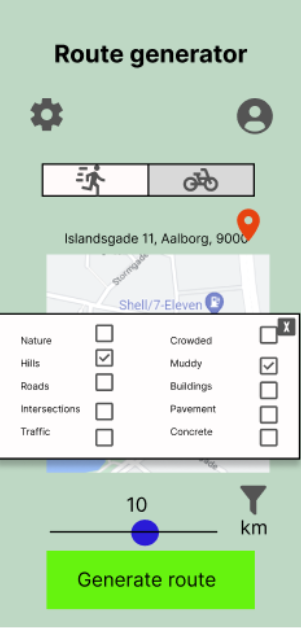 Route generator
Islandsgade 11, Aalborg, 9000
Stormgade
Shell/7-Eleven
X
Nature Crowded
Hills Muddy
Roads Buildings
Intersections Pavement
Traffic Concrete
10
km
Generate route